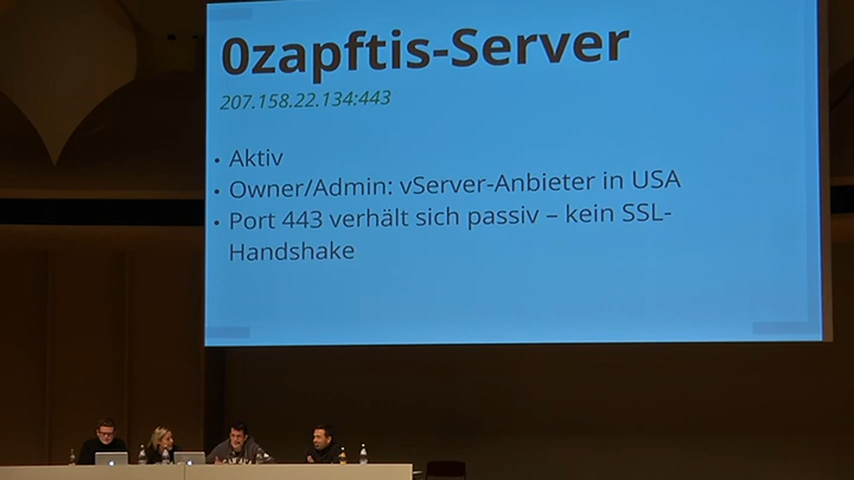 0zapftis-Server
207.158.22.134:443
• Aktiv
• Owner/Admin: vServer-Anbieter in USA
• Port 443 verhält sich passiv – kein SSL-
Handshake